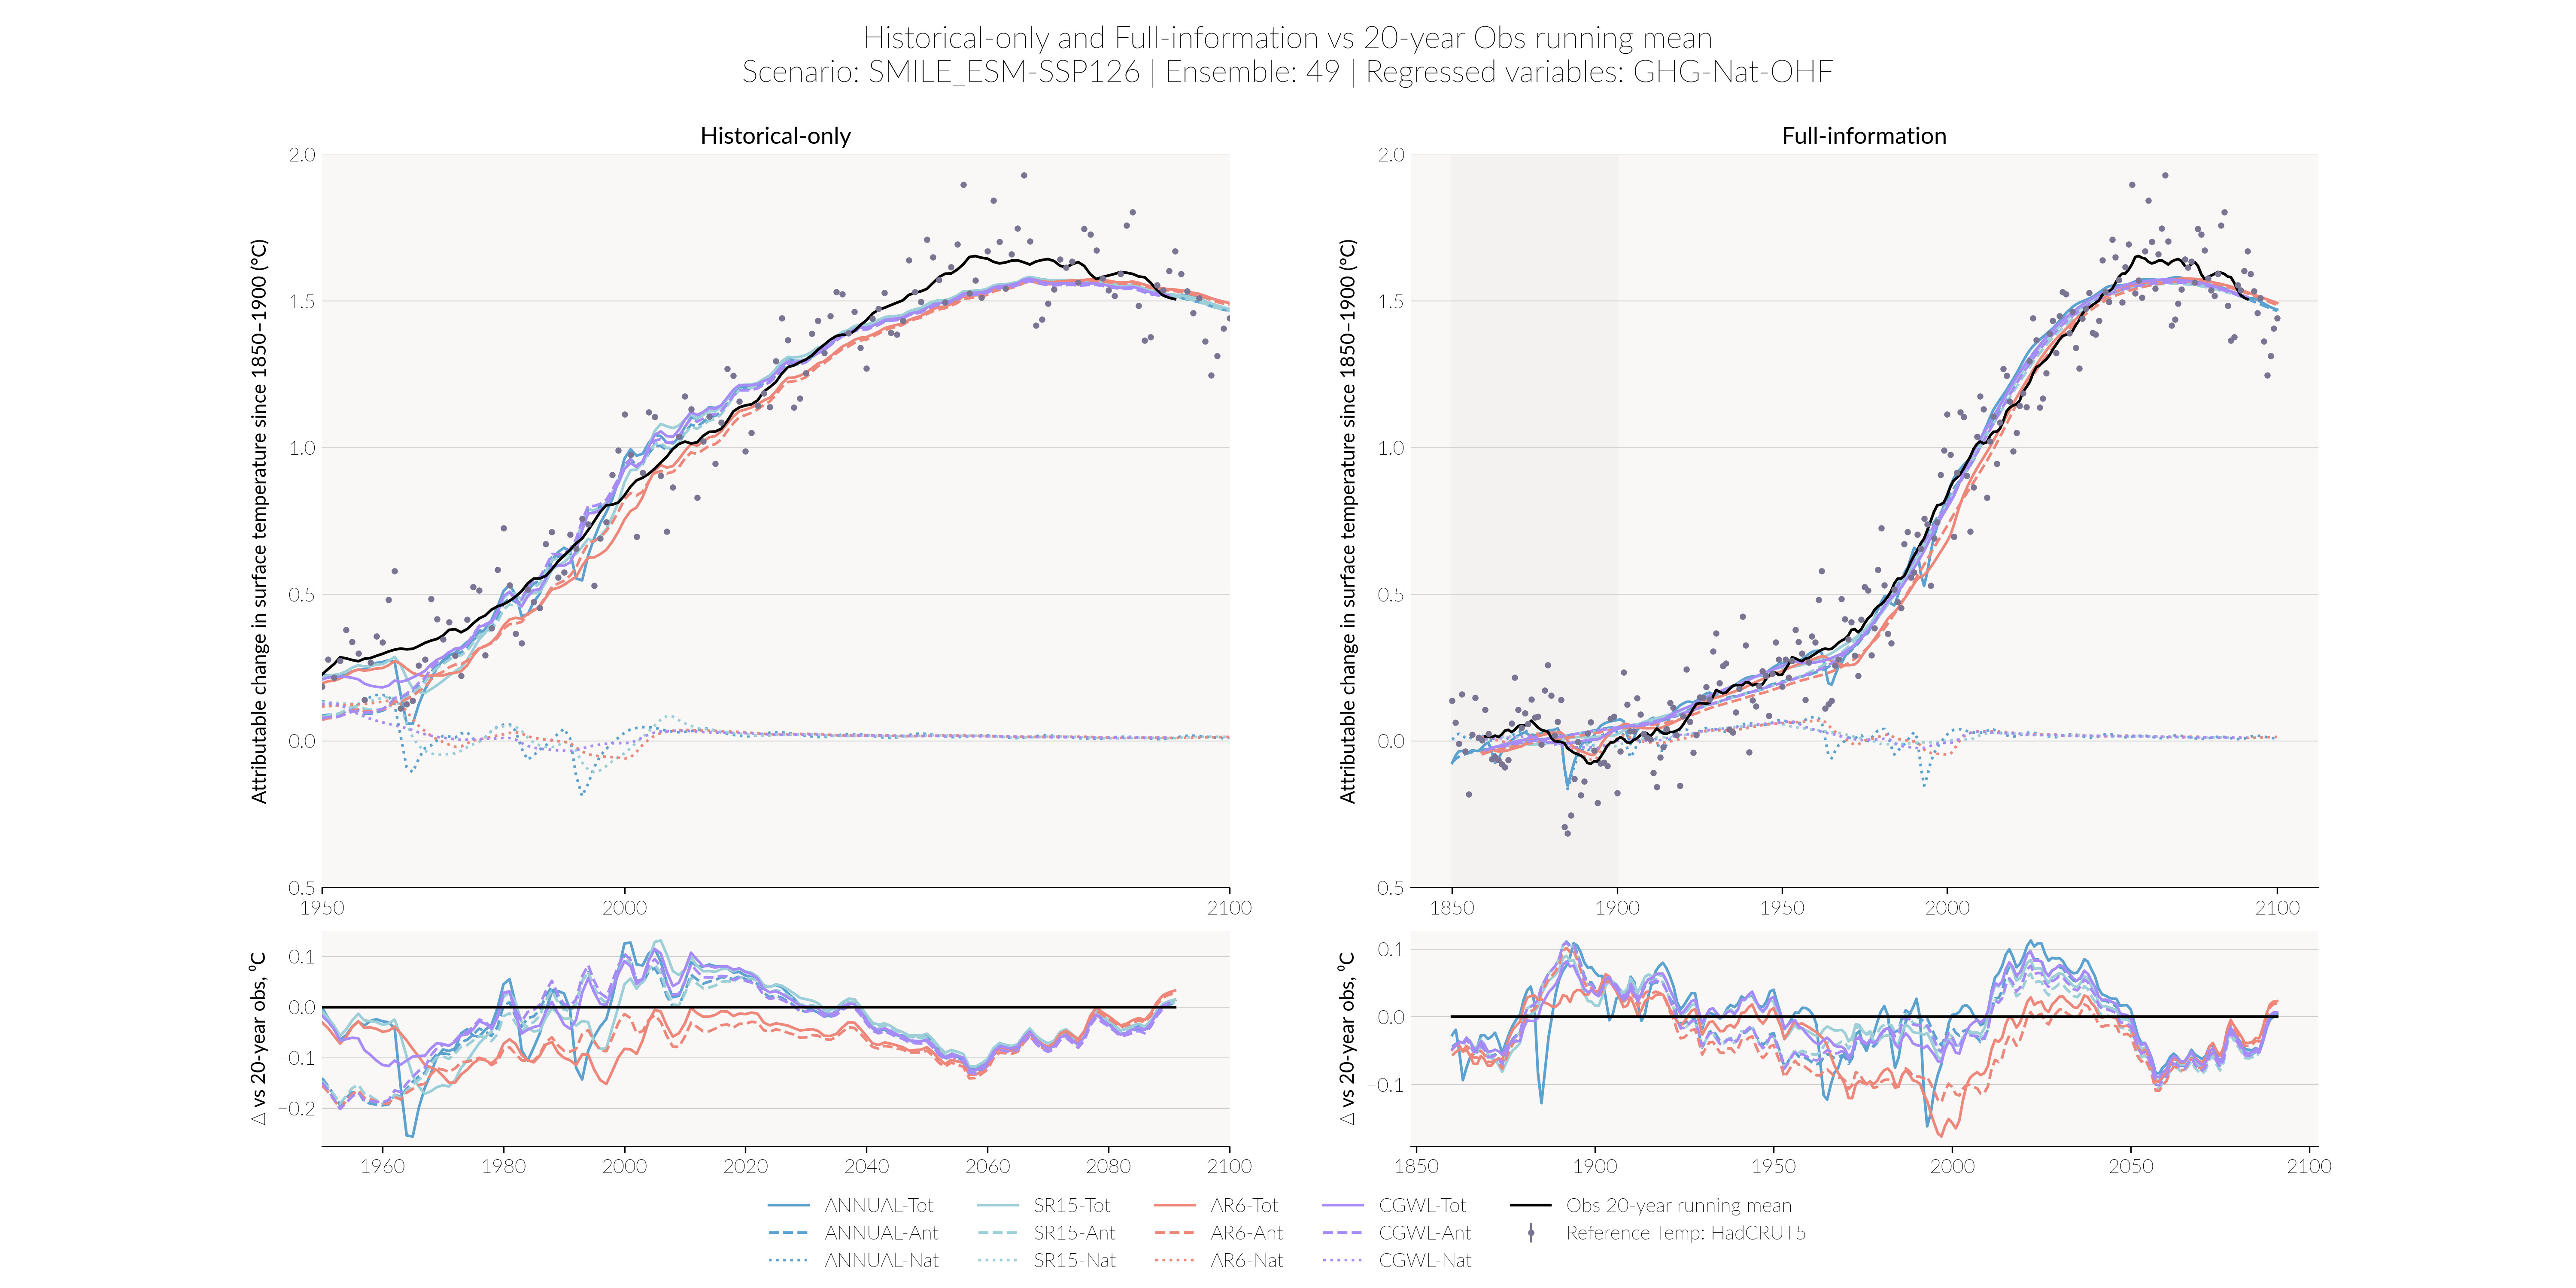 Historical-only and Full-information vs 20-year Obs running mean
Scenario: SMILE_ESM-SSP126 | Ensemble: 49 | Regressed variables: GHG-Nat-OHF
Historical-only
Attributable change in surface temperature since 1850–1900 (°C)
2.0
1.5
1.0
0.5
0.0
−0.5
1950
2000
2100
Full-information
Attributable change in surface temperature since 1850–1900 (°C)
2.0
1.5
1.0
0.5
0.0
−0.5
1850
1900
1950
2000
2100
△ vs 20-year obs, ⁰C
0.1
0.0
−0.1
−0.2
1960
1980
2000
2020
2040
2060
2080
2100
△ vs 20-year obs, ⁰C
0.1
0.0
−0.1
1850
1900
1950
2000
2050
2100
ANNUAL-Tot
ANNUAL-Ant
ANNUAL-Nat
SR15-Tot
SR15-Ant
SR15-Nat
AR6-Tot
AR6-Ant
AR6-Nat
CGWL-Tot
CGWL-Ant
CGWL-Nat
Obs 20-year running mean
Reference Temp: HadCRUT5